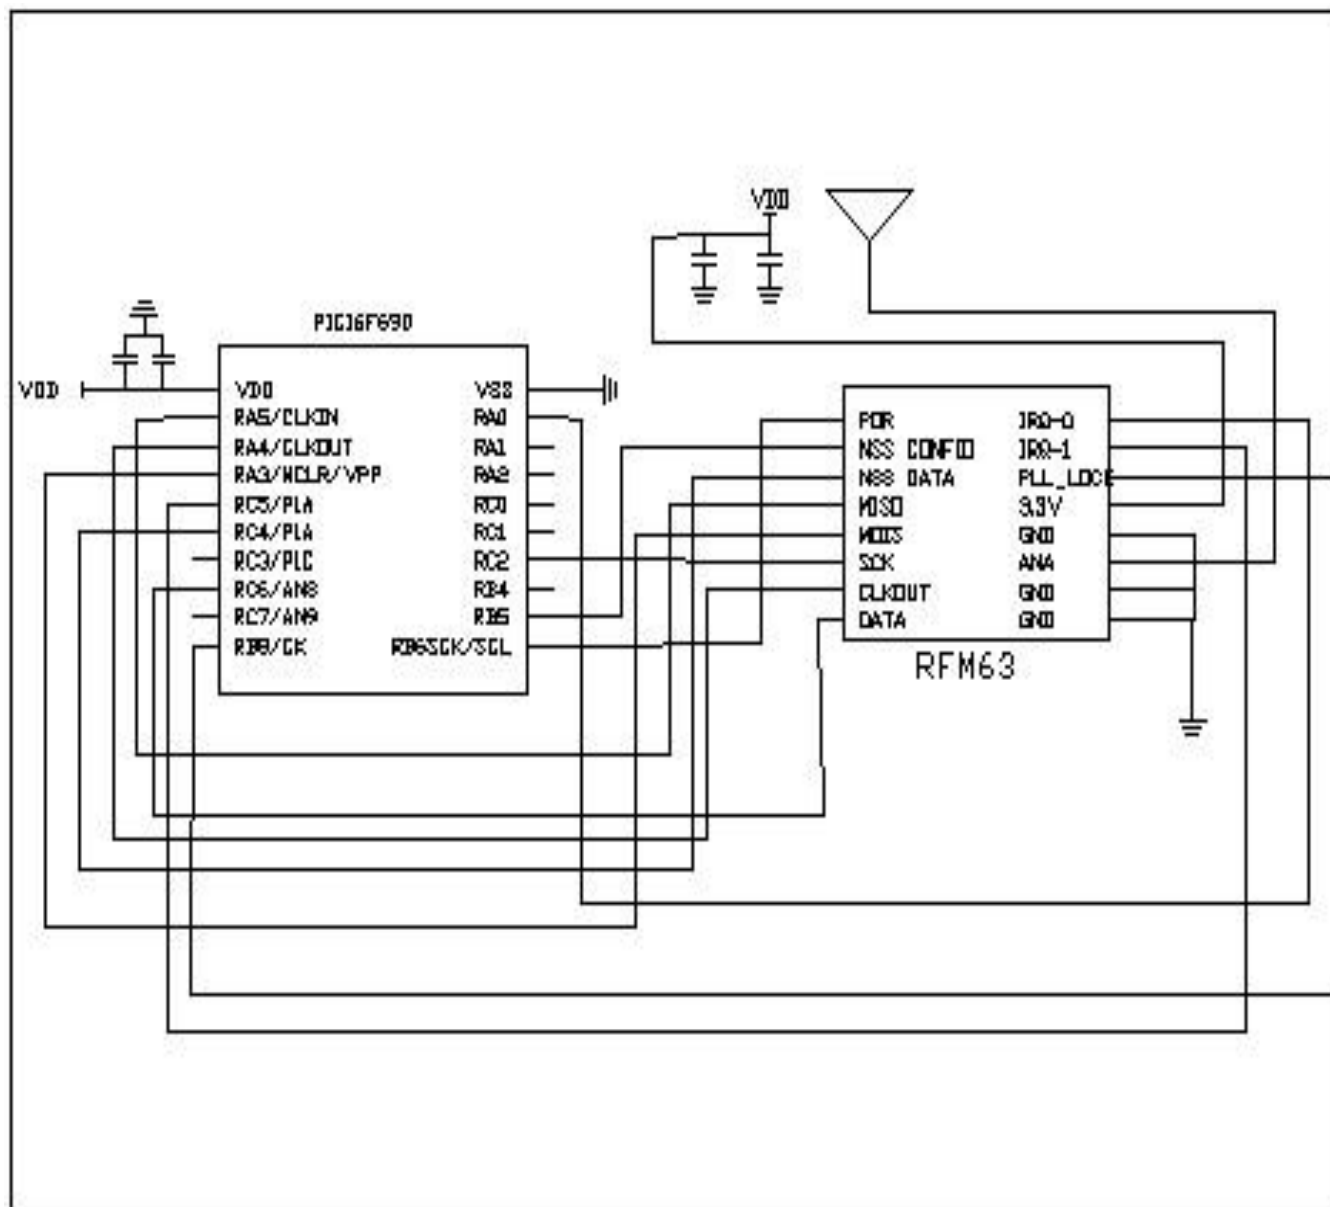 VDD
PIC16F690
VDD
VDD VSS
RA5/CLKIN RA0
RA4/CLKOUT RA1
RA3/MCLR/VPP RA2
RC5/P1A RC0
RC4/P1A RC1
RC3/P1C RC2
RC6/AN8 RB4
RC7/AN9 RB5
RB6SCK/SCL
POR IRQ-0
NSS CONFIG IRQ-1
NSS DATA PLL_LOCK
MISO 3.3V
GND
SCK ANA
CLKOUT GND
DATA GND
RFM63